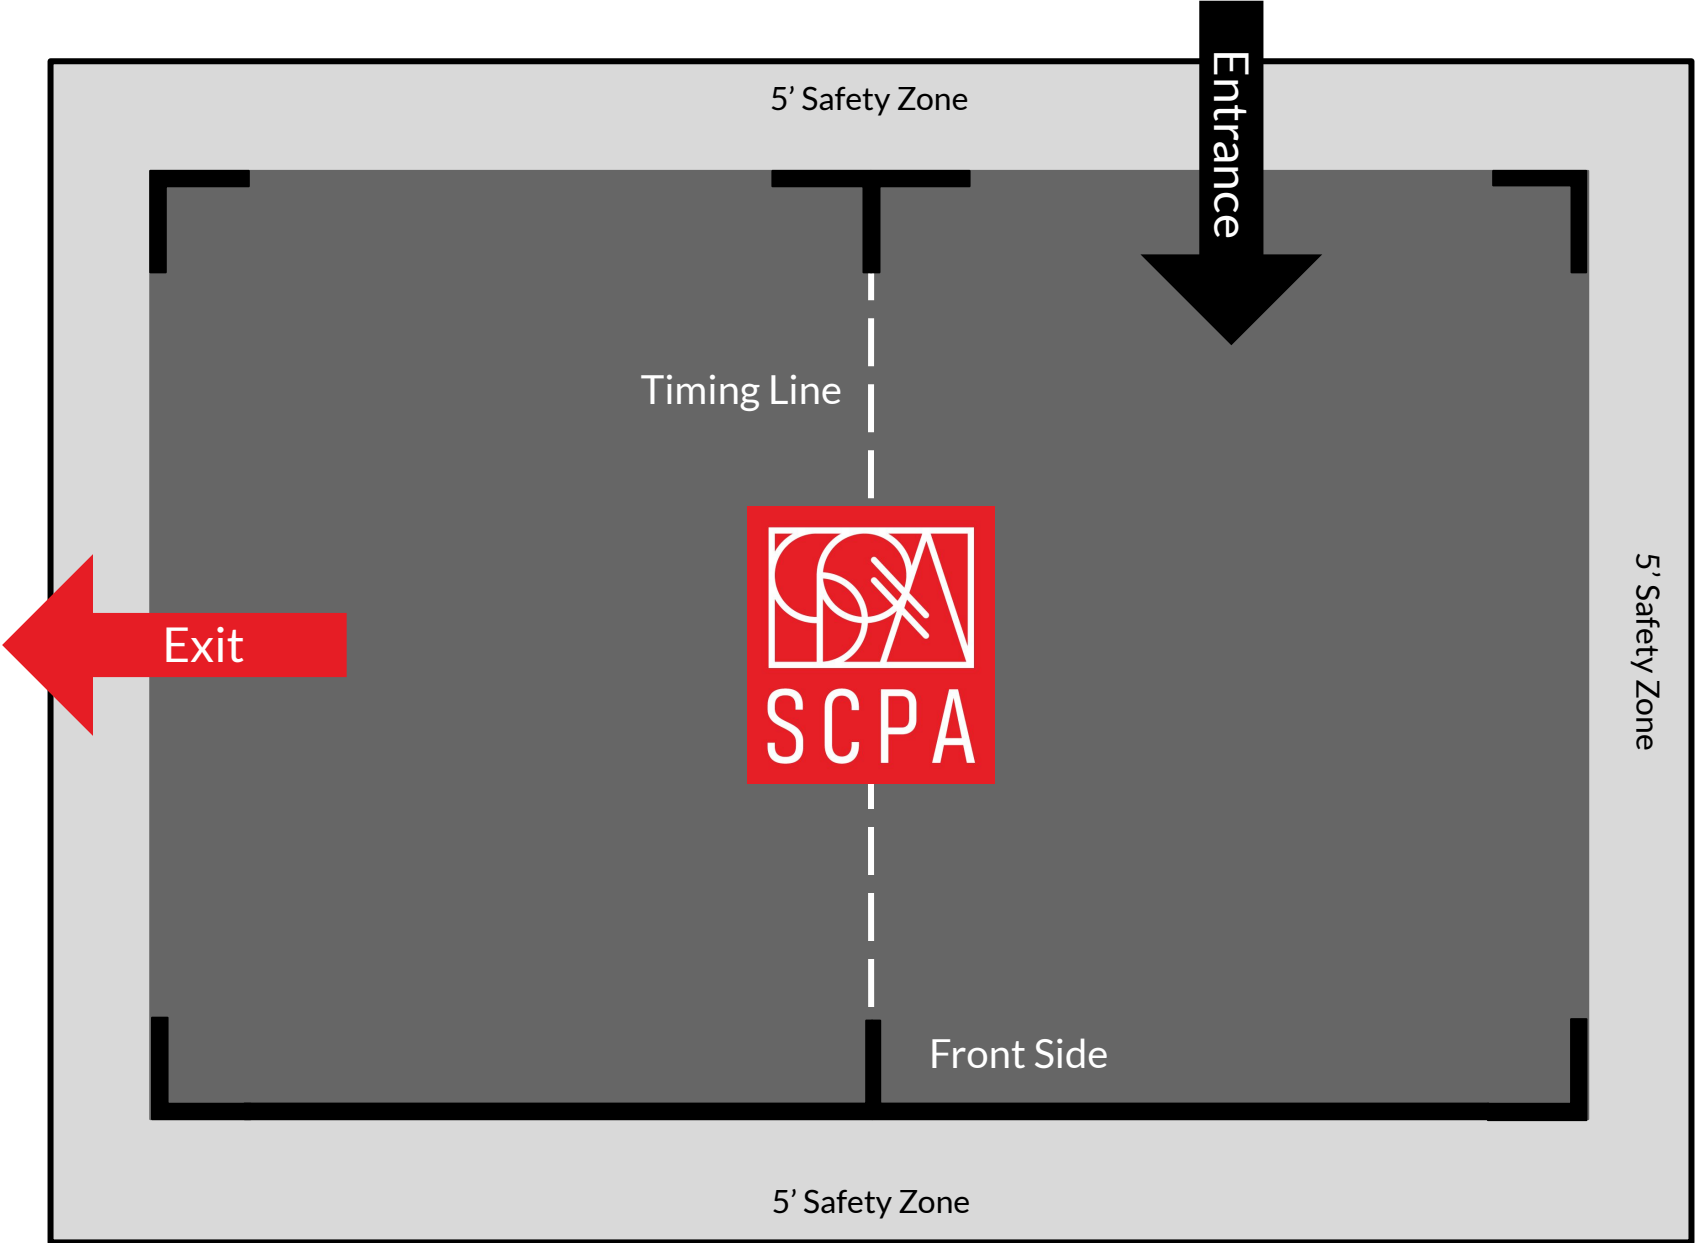 5’ Safety Zone
Entrance
Timing Line
SCPA
Exit
5’ Safety Zone
Front Side
5’ Safety Zone